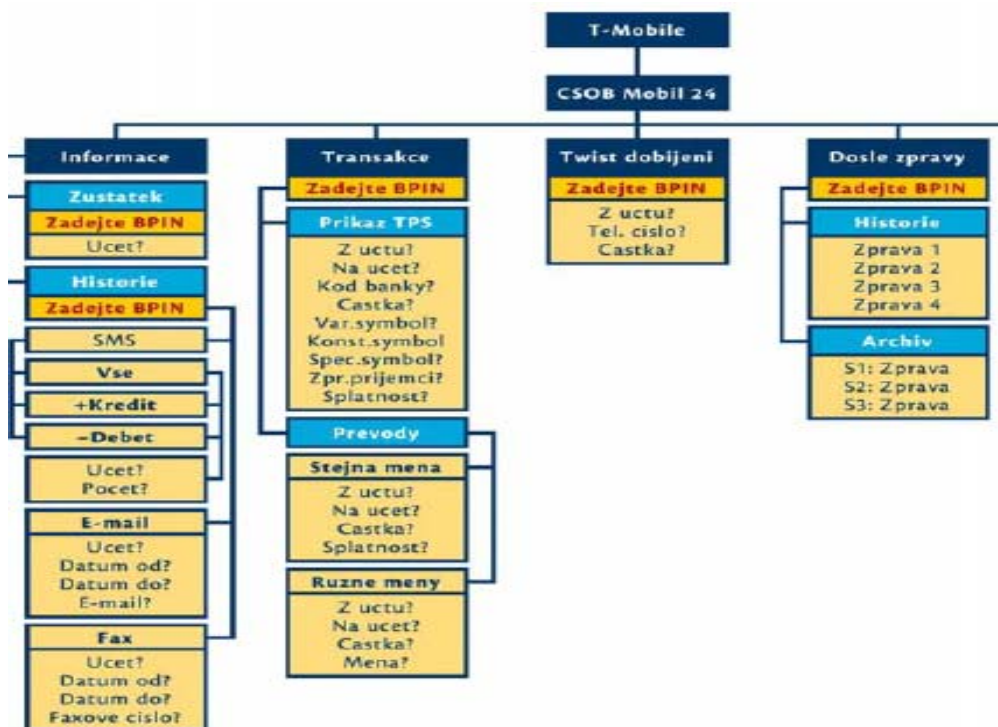 T-Mobile
CSOB Mobil 24
Informace
Zustatek
Zadejte BPIN
Ucet?
Historie
Zadejte BPIN
SMS
Vse
+Kredit
-Debet
Ucet?
Pocet?
E-mail
Ucet?
Datum od?
Datum do?
E-mail?
Fax
Ucet?
Datum od?
Datum do?
Faxove cislo?
Transakce
Zadejte BPIN
Prikaz TPS
Z uctu?
Na ucet?
Kod banky?
Castka?
Var.symbol?
Konst.symbol
Spec.symbol?
Zpr.prijemci?
Splatnost?
Prevody
Stejna mena
Z uctu?
Na ucet?
Castka?
Splatnost?
Ruzne meny
Z uctu?
Na ucet?
Castka?
Mena?
Twist dobijeni
Zadejte BPIN
Z uctu?
Tel. cislo?
Castka?
Dosle zpravy
Zadejte BPIN
Historie
Zprava 1
Zprava 2
Zprava 3
Zprava 4
Archiv
S1: Zprava
S2: Zprava
S3: Zprava